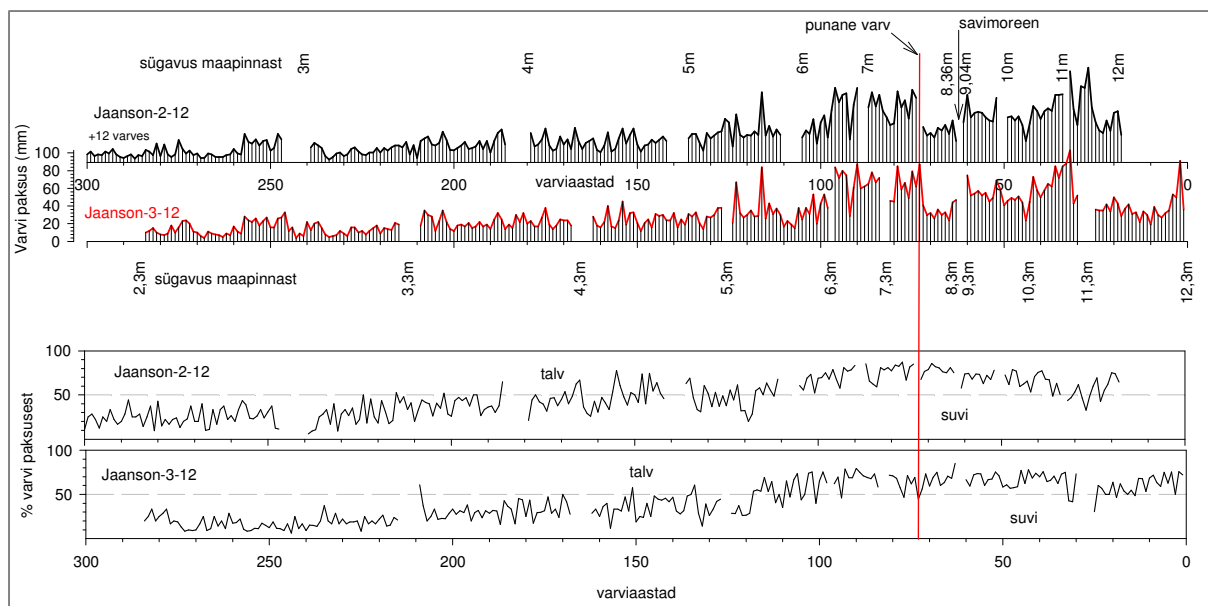 punane varv
savimoreen
sügavus maapinnast
3m
4m
5m
6m
7m
8,36m
9,04m
10m
11m
12m
Jaanson-2-12
+12 varves
Varvi paksus (mm)
100
80
60
40
20
0
300
250
200
150
100
50
0
varviaastad
Jaanson-3-12
2,3m
sügavus maapinnast
3,3m
4,3m
5,3m
6,3m
7,3m
8,3m
9,3m
10,3m
11,3m
12,3m
% varvi paksusest
100
50
Jaanson-2-12
talv
suvi
100
50
Jaanson-3-12
talv
suvi
300
250
200
150
100
50
0
varviaastad